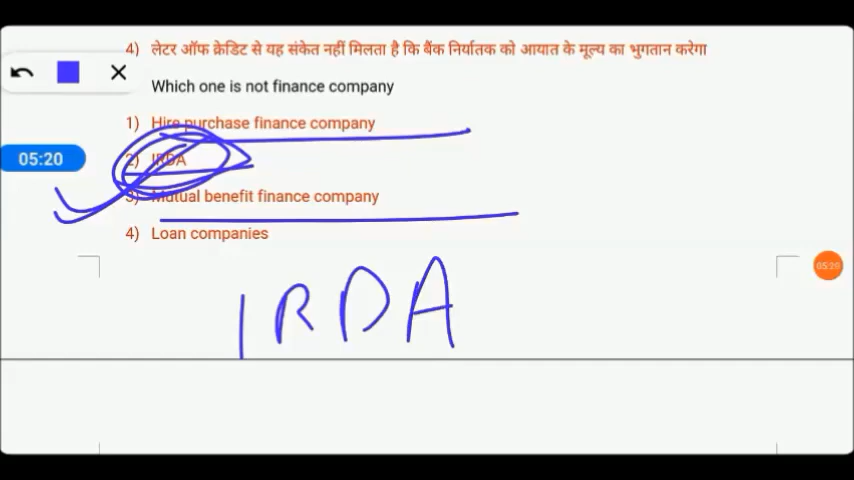 4) लेटर ऑफ क्रेडिट से यह संकेत नहीं मिलता है कि बैंक निर्यातक को आयात के मूल्य का भुगतान करेगा
Which one is not finance company
1) Hire purchase finance company
05:20
2) IRDA
3) Mutual benefit finance company
4) Loan companies
05:20
IRDA